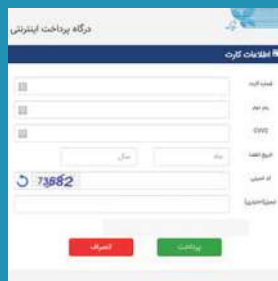 درگاه پرداخت اینترنتی
اطلاعات کارت
شماره کارت
رمز دوم
CVV2
تاریخ انقضا
ماه
سال
کد امنیتی
73682
ایمیل(اختیاری)
پرداخت
انصراف